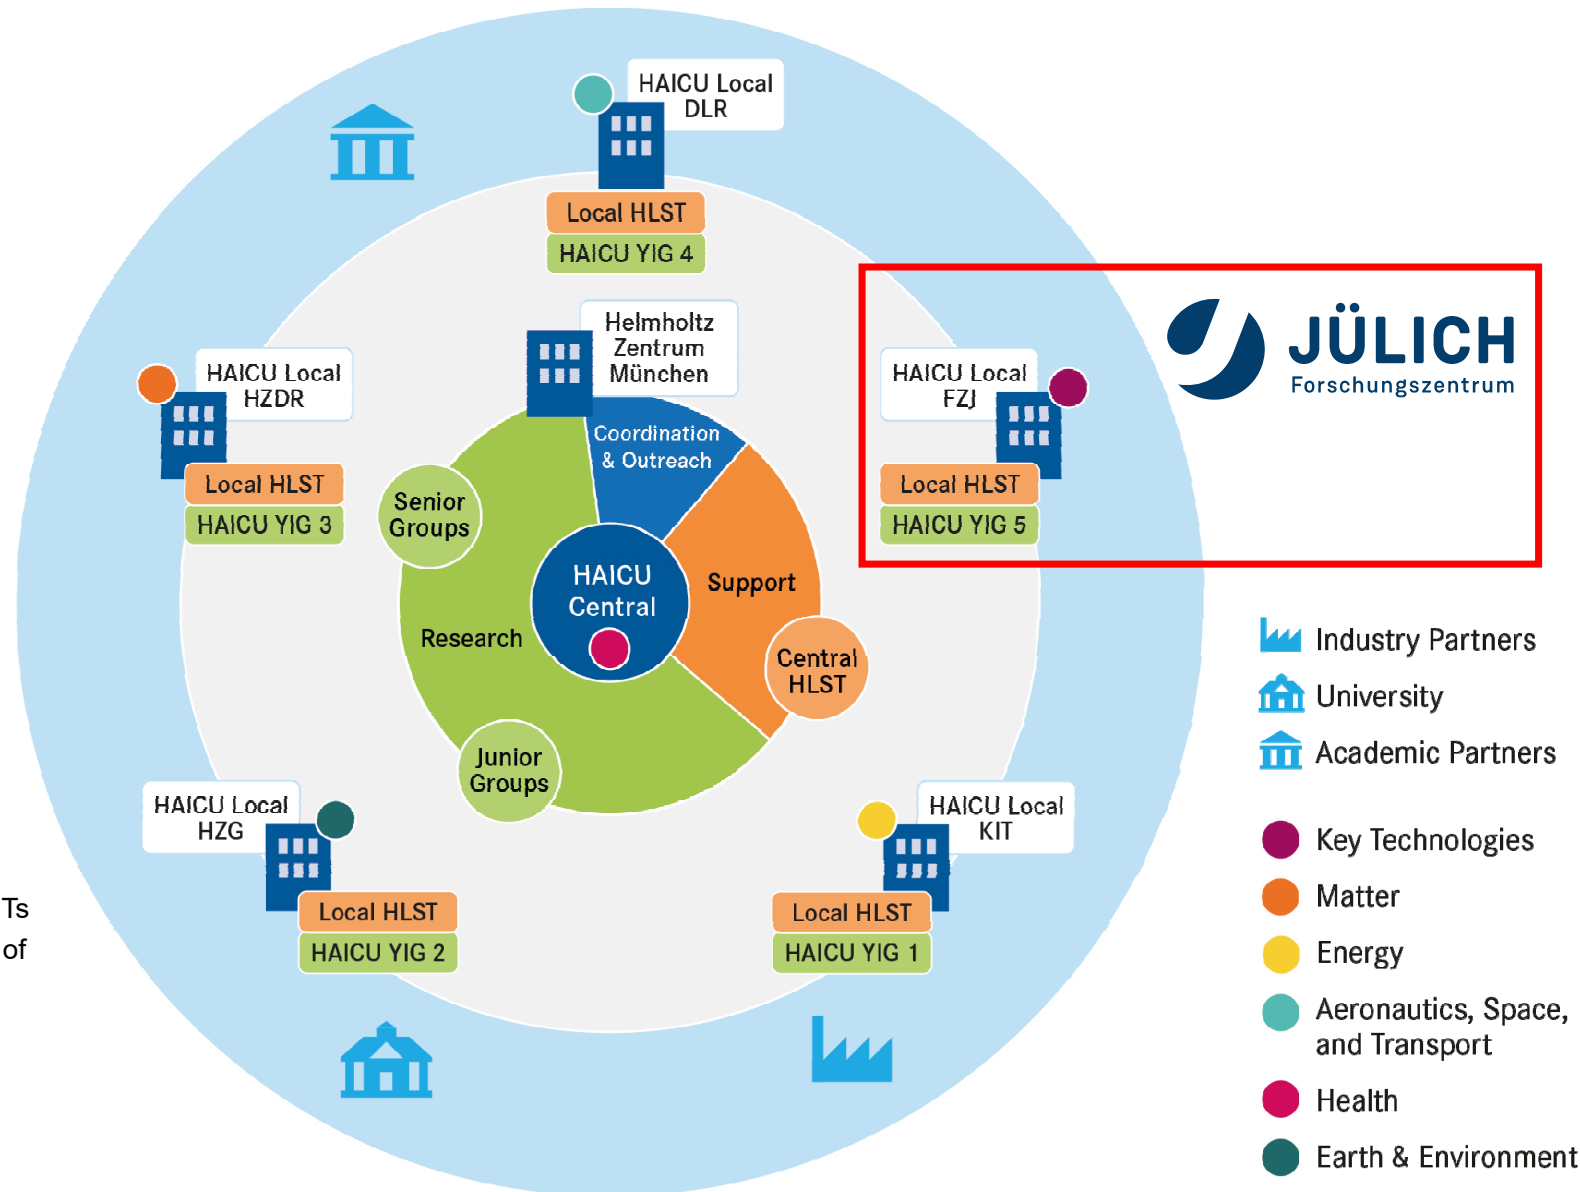 HAICU Local
DLR
Local HLST
HAICU YIG 4
Helmholtz
Zentrum
München
HAICU Local
HZDR
Local HLST
HAICU YIG 3
HAICU Local
FZJ
Local HLST
HAICU YIG 5
JÜLICH
Forschungszentrum
Coordination
& Outreach
Senior
Groups
HAICU
Central
Support
Research
Central
HLST
Junior
Groups
HAICU Local
HZG
Local HLST
HAICU YIG 2
HAICU Local
KIT
Local HLST
HAICU YIG 1
Ts
of
Industry Partners
University
Academic Partners
Key Technologies
Matter
Energy
Aeronautics, Space,
and Transport
Health
Earth & Environment